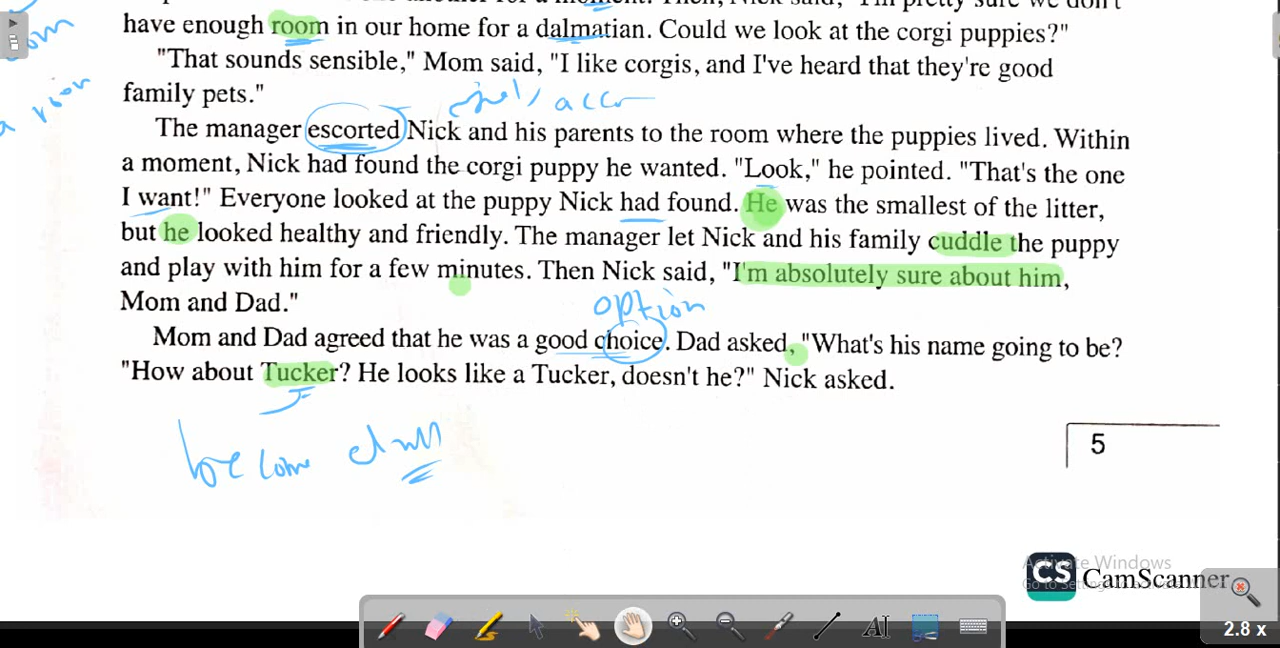 have enough room in our home for a dalmatian. Could we look at the corgi puppies?"
"That sounds sensible," Mom said, "I like corgis, and I've heard that they're good
family pets."
The manager escorted Nick and his parents to the room where the puppies lived. Within
a moment, Nick had found the corgi puppy he wanted. "Look," he pointed. "That's the one
I want!" Everyone looked at the puppy Nick had found. He was the smallest of the litter,
but he looked healthy and friendly. The manager let Nick and his family cuddle the puppy
and play with him for a few minutes. Then Nick said, "I'm absolutely sure about him,
Mom and Dad."
option
Mom and Dad agreed that he was a good choice. Dad asked, "What's his name going to be?
"How about Tucker? He looks like a Tucker, doesn't he?" Nick asked.
become
5
Activate Windows
CS CamScanner
AI
2.8 x